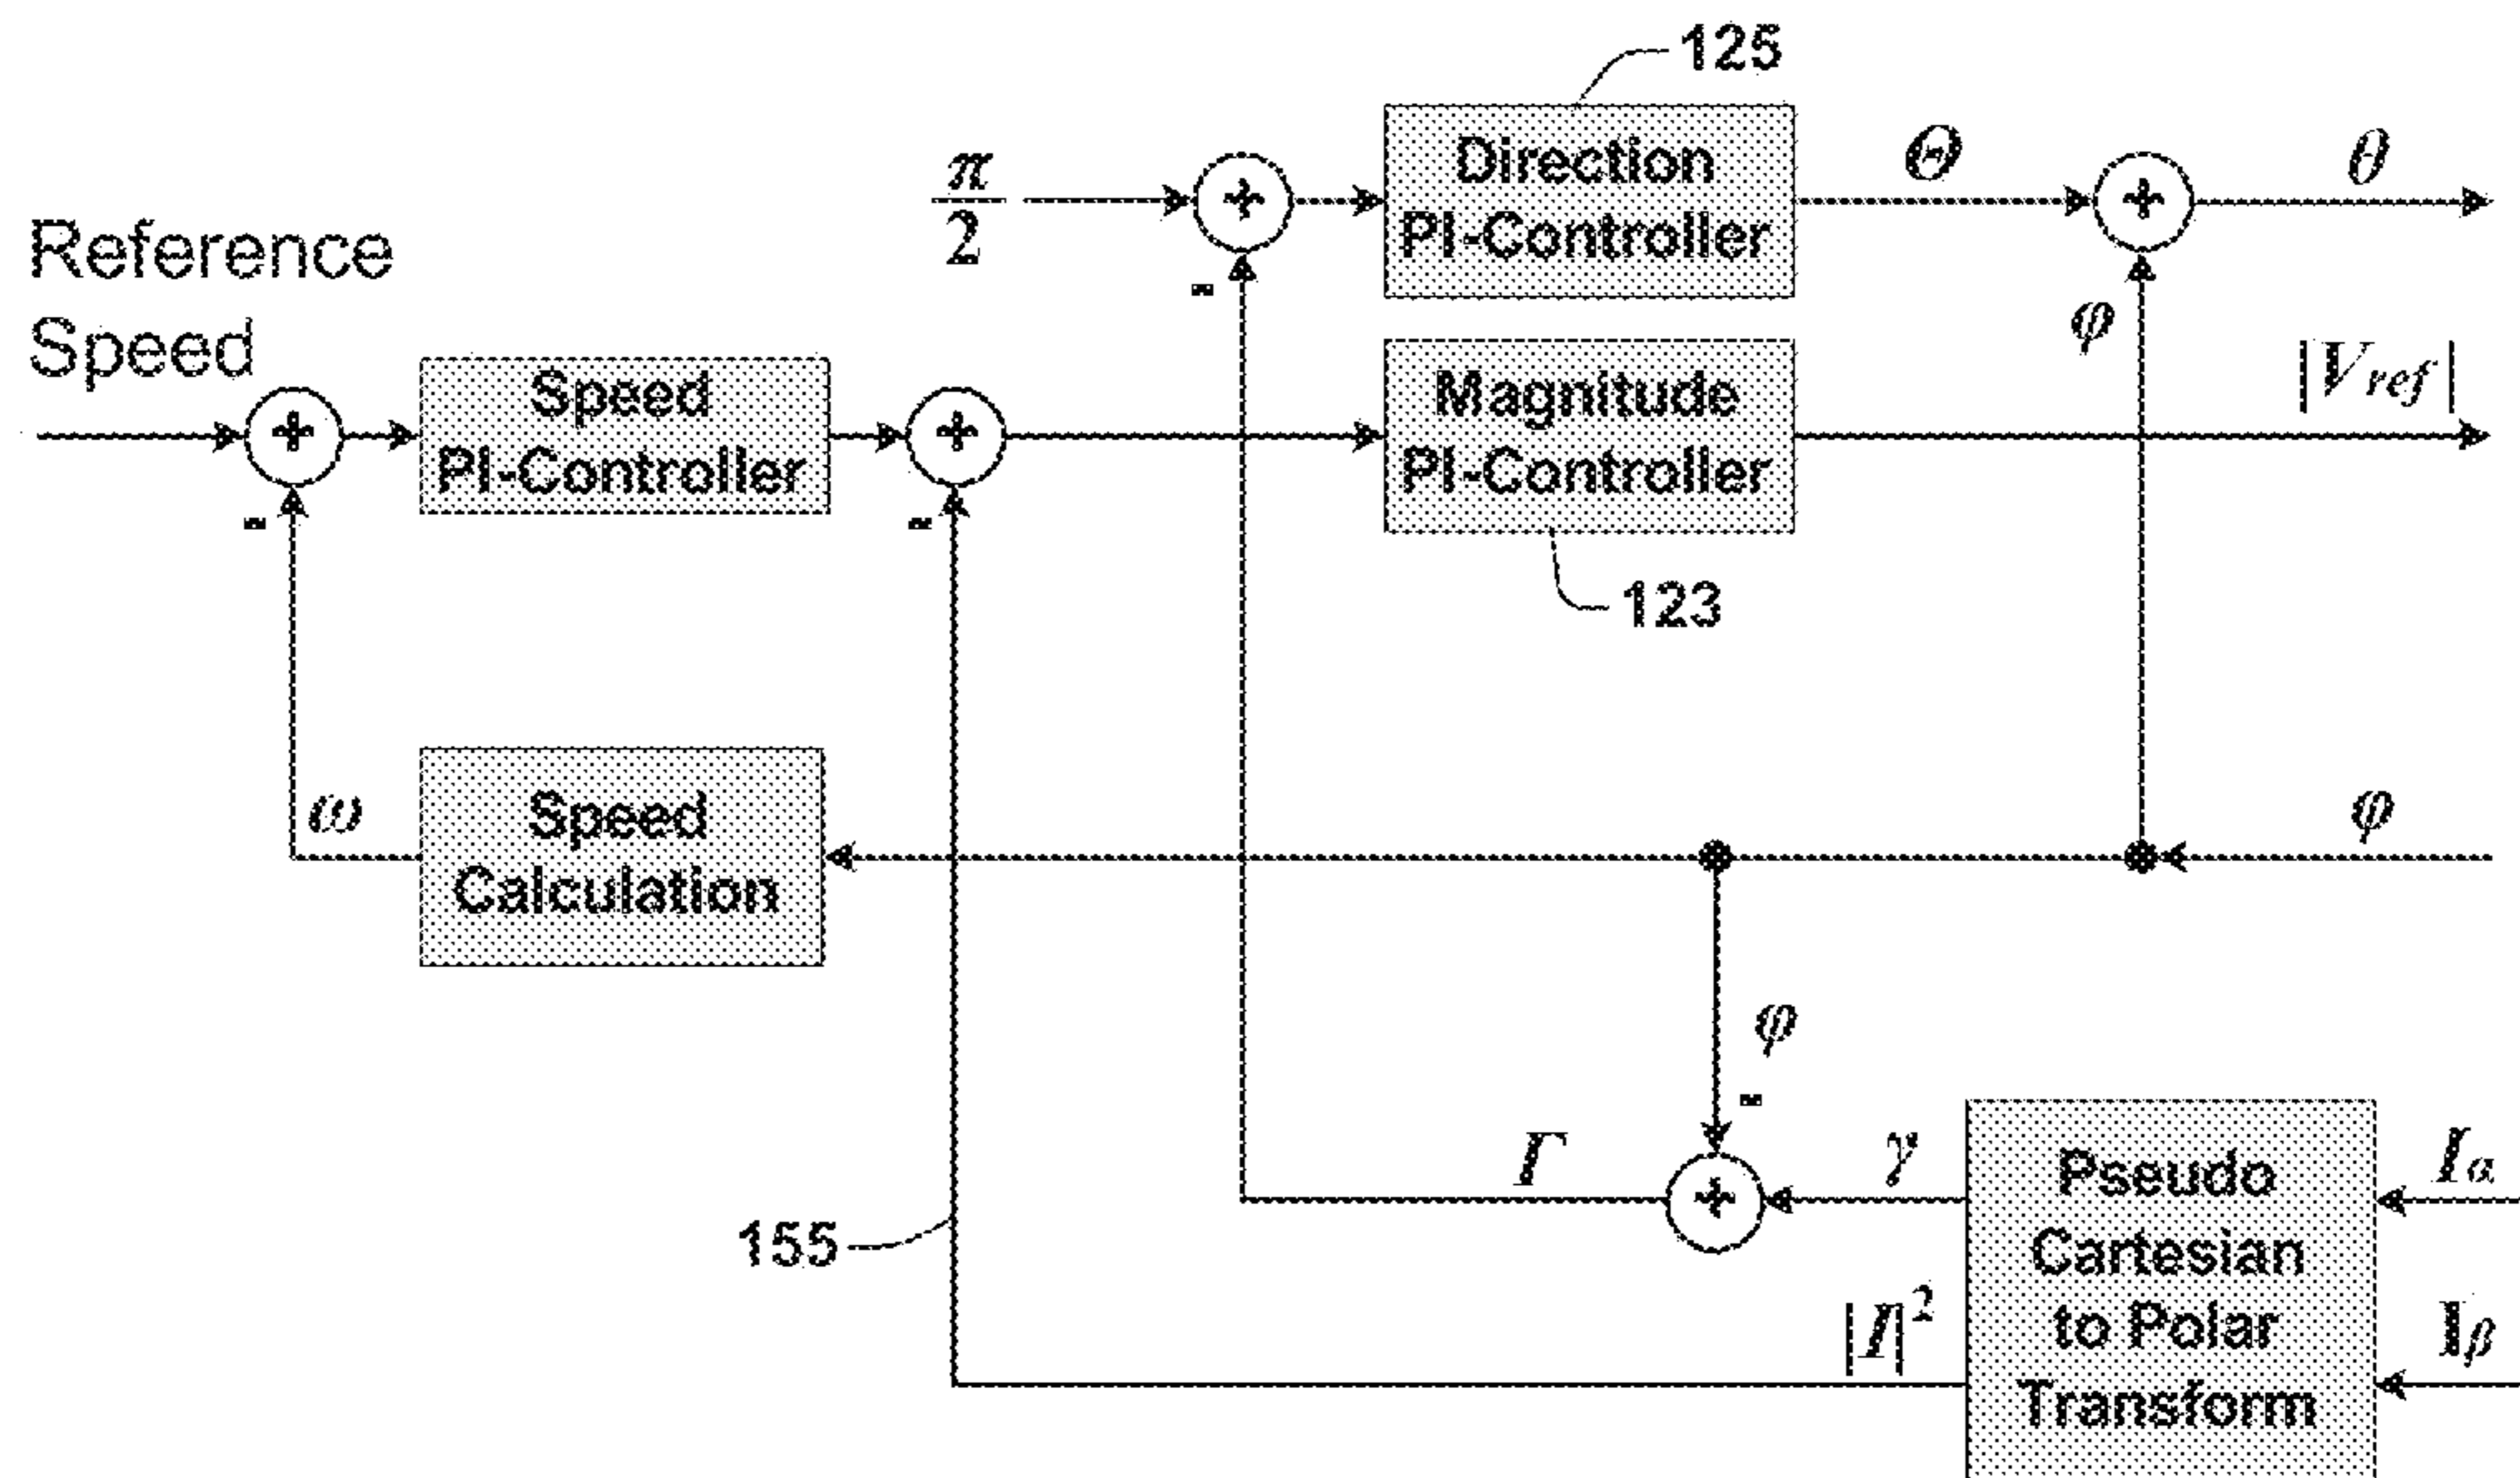 125
π
2
Direction
PI-Controller
Θ
θ
Reference
Speed
φ
|Vref|
Speed
PI-Controller
Magnitude
PI-Controller
+
+
+
+
-
-
-
123
ω
Speed
Calculation
φ
φ
-
Γ
γ
+
Pseudo
Cartesian
to Polar
Transform
Iα
Iβ
155
|I|²